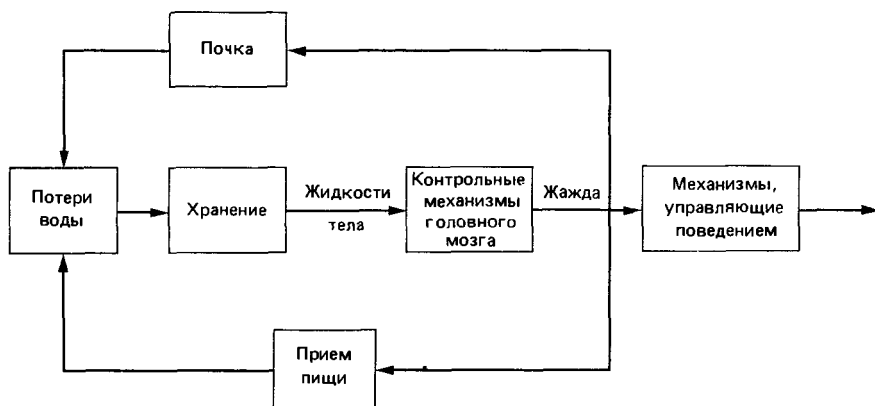 Почка
Потери
воды
Хранение
Жидкости
тела
Контрольные
механизмы
головного
мозга
Жажда
Механизмы,
управляющие
поведением
Прием
пищи